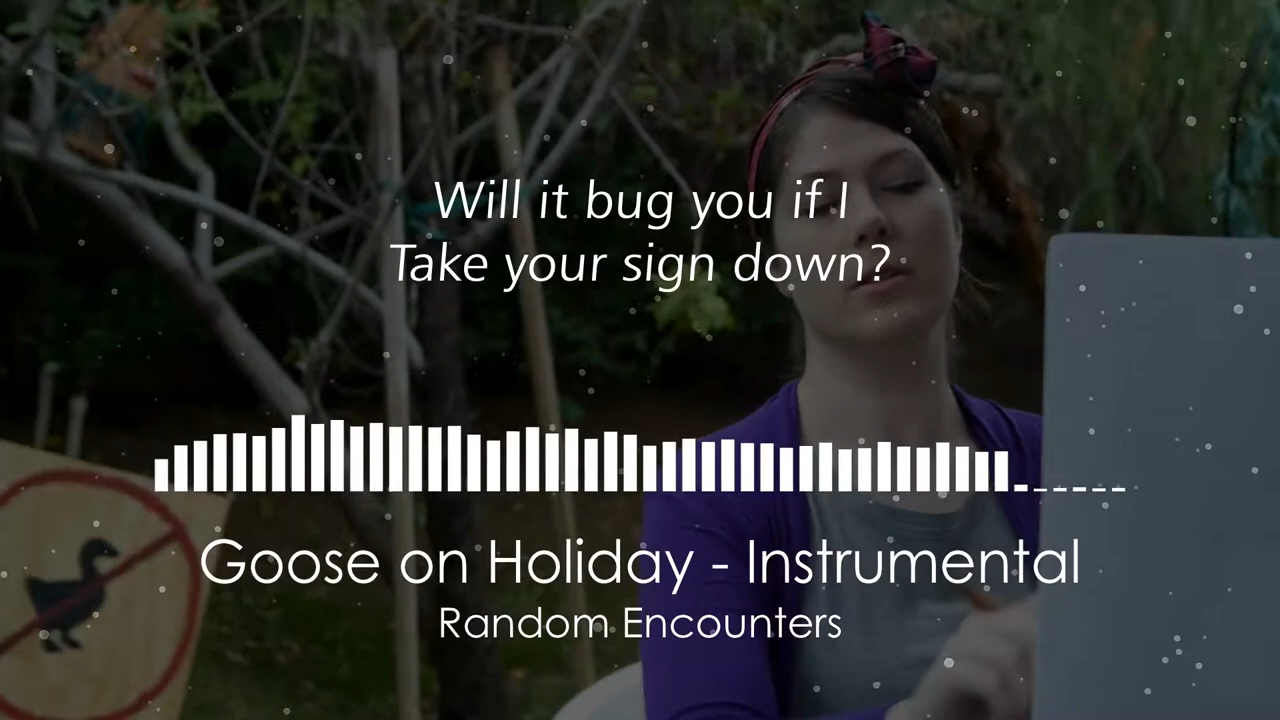 Will it bug you if I
Take your sign down?
Goose on Holiday - Instrumental
Random Encounters